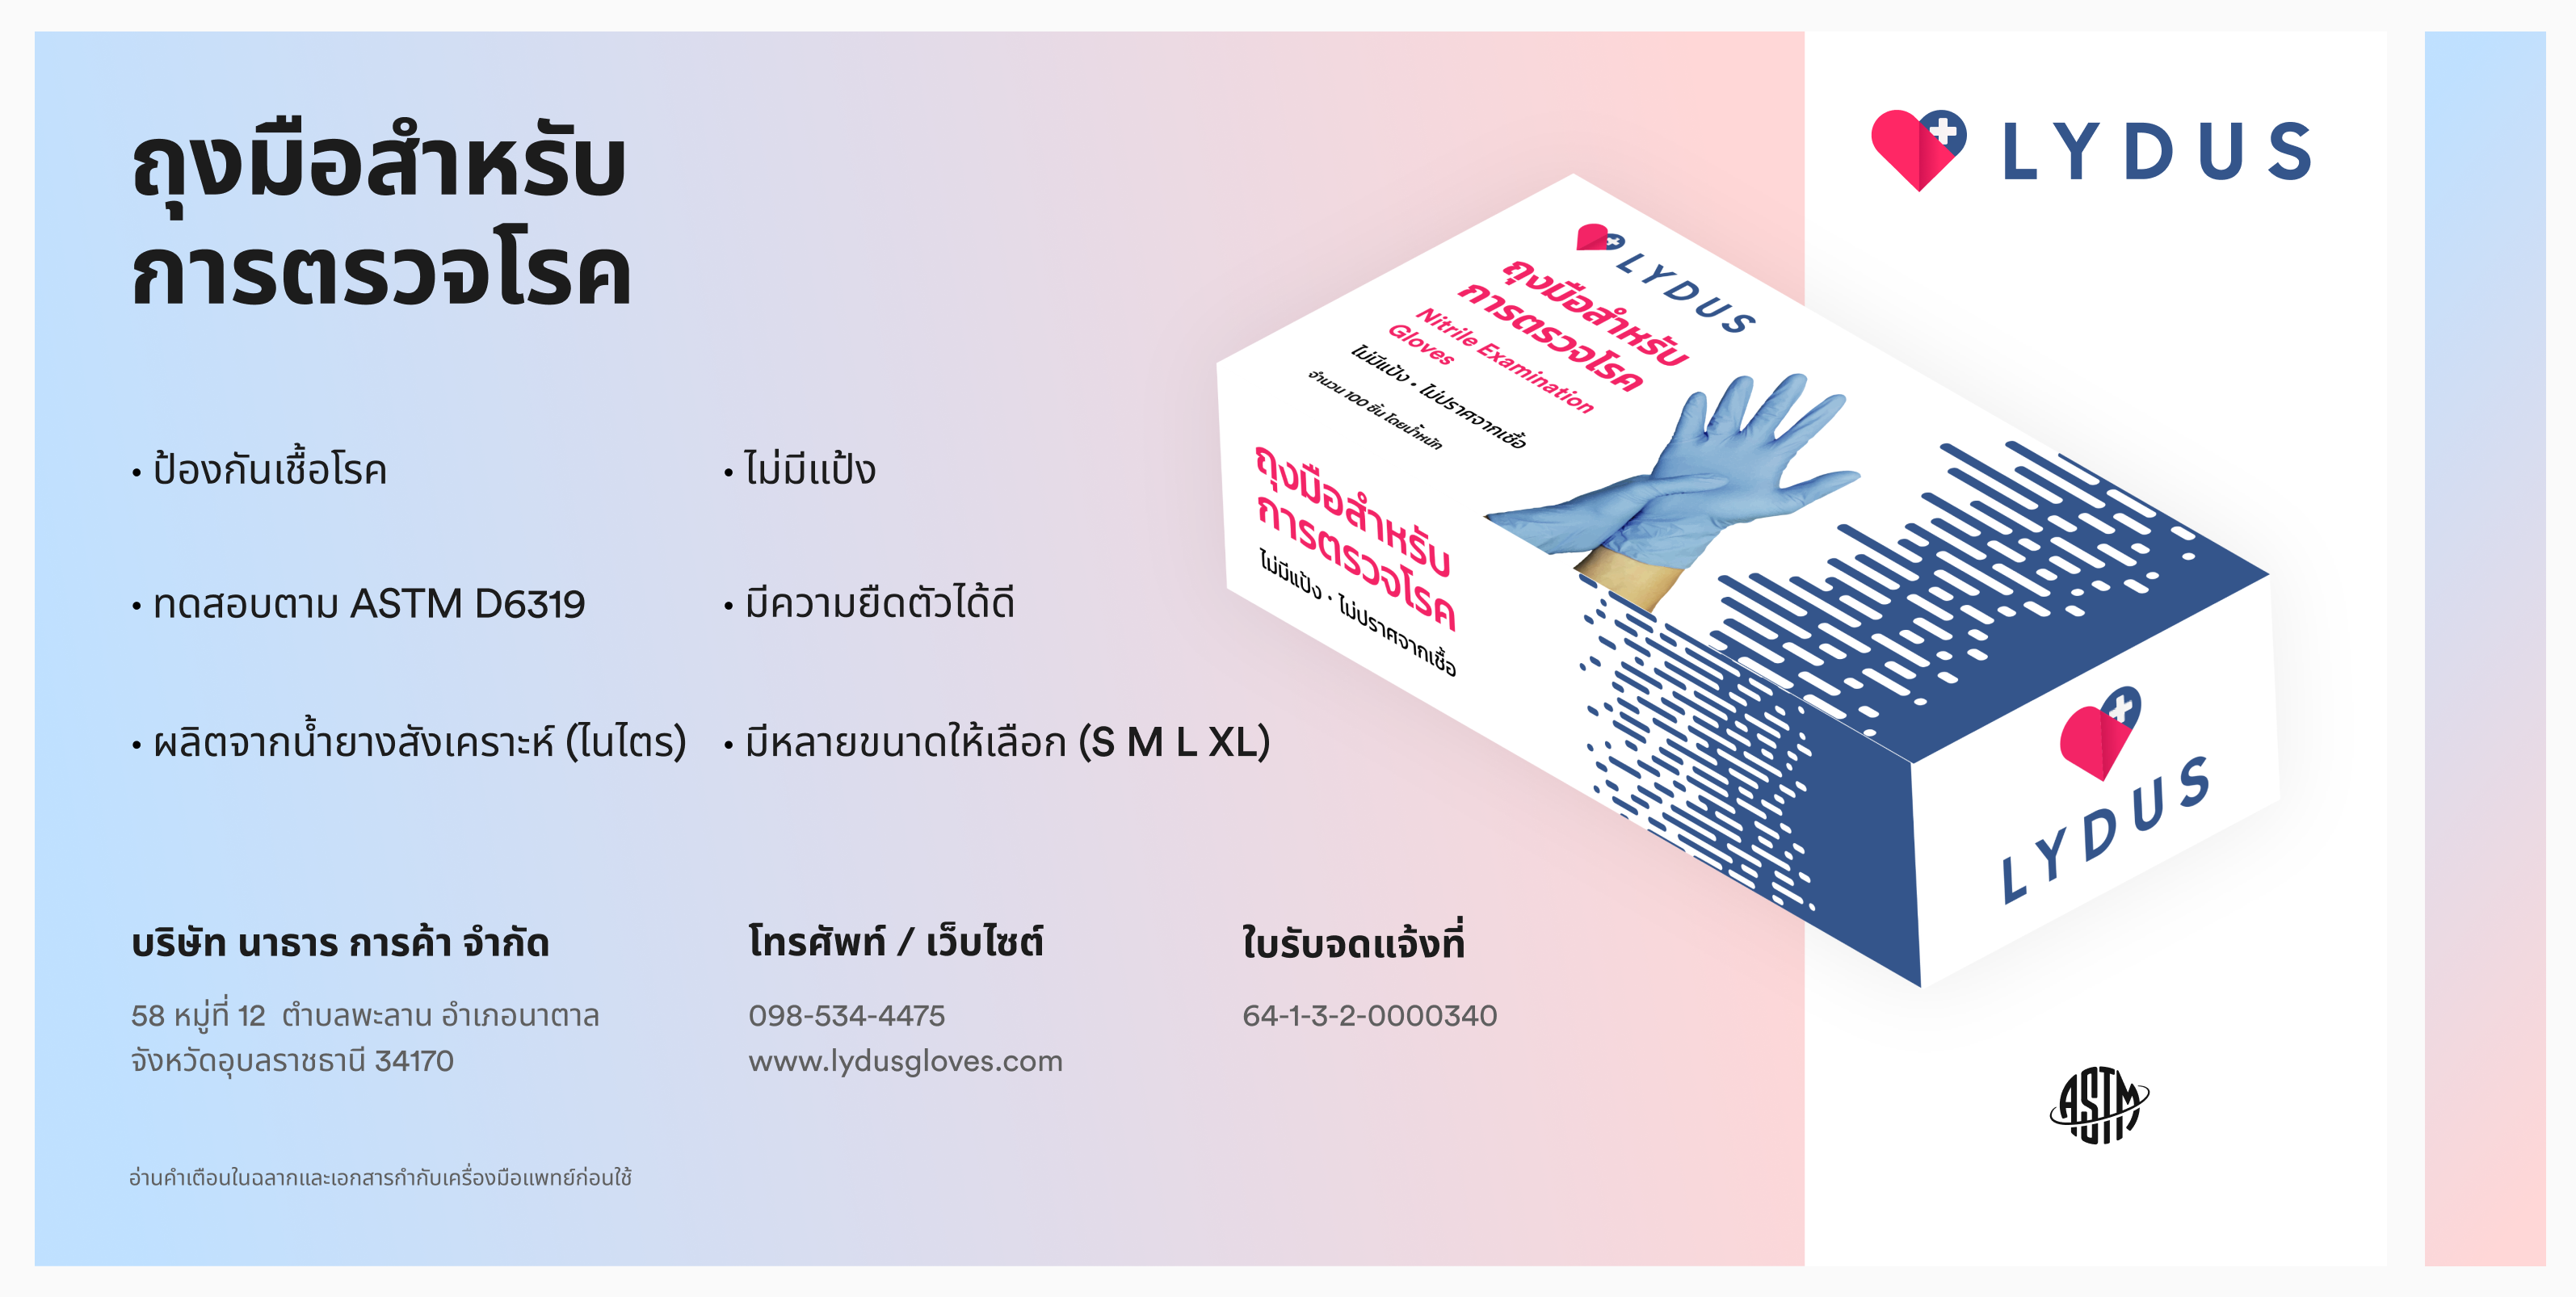 ถุงมือสำหรับ
การตรวจโรค
• ป้องกันเชื้อโรค
• ไม่มีแป้ง
• ทดสอบตาม ASTM D6319
• มีความยืดตัวได้ดี
• ผลิตจากน้ำยางสังเคราะห์ (ไนไตร)
• มีหลายขนาดให้เลือก (S M L XL)
บริษัท นาธาร การค้า จำกัด
58 หมู่ที่ 12 ตำบลพะลาน อำเภอนาตาล
จังหวัดอุบลราชธานี 34170
โทรศัพท์ / เว็บไซต์
098-534-4475
www.lydusgloves.com
ใบรับจดแจ้งที่
64-1-3-2-0000340
อ่านคำเตือนในฉลากและเอกสารกำกับเครื่องมือแพทย์ก่อนใช้
LYDUS
LYDUS
ถุงมือสำหรับ
การตรวจโรค
Nitrile Examination
Gloves
ไม่มีแป้ง • ไม่ปราศจากเชื้อ
จำนวน 100 ชิ้น โดยน้ำหนัก
ถุงมือสำหรับ
การตรวจโรค
ไม่มีแป้ง • ไม่ปราศจากเชื้อ
LYDUS
ASTM